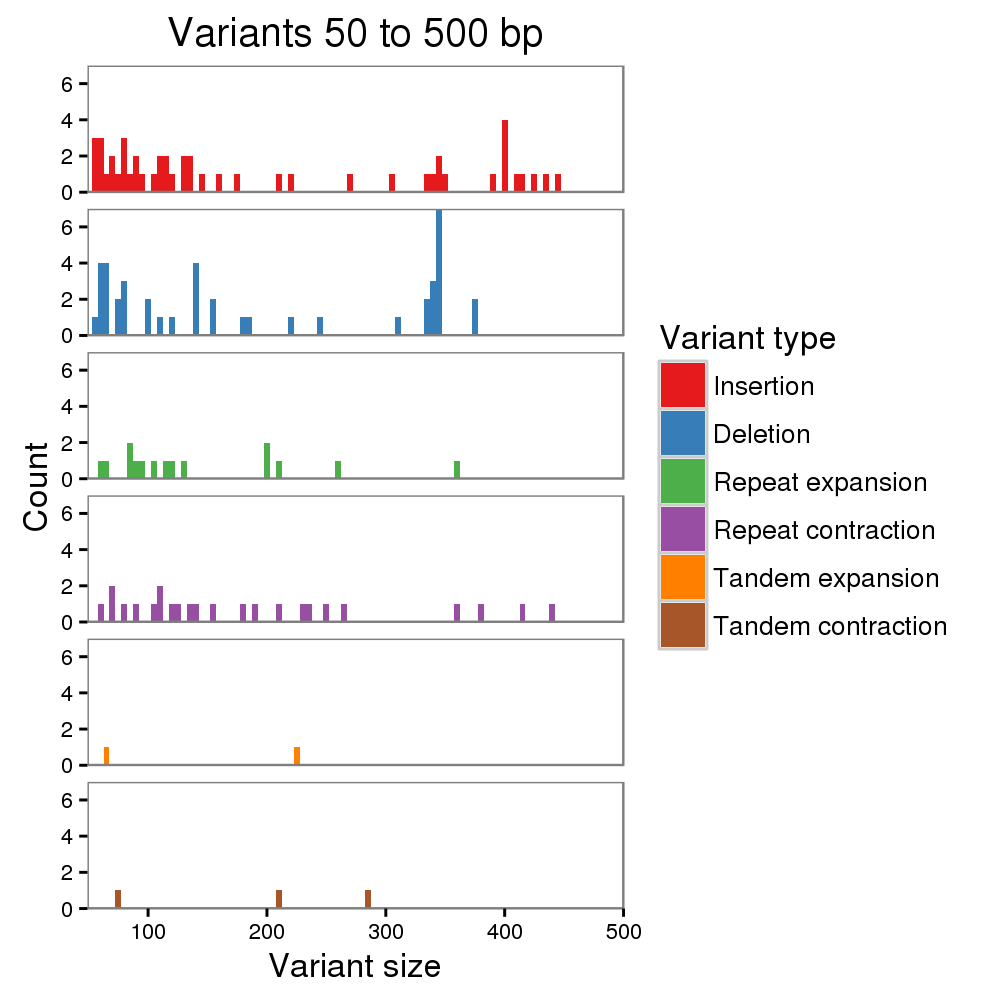 Variants 50 to 500 bp
Count
6
4
2
0
6
4
2
0
6
4
2
0
6
4
2
0
6
4
2
0
6
4
2
0
100 200 300 400 500
Variant size
Variant type
Insertion
Deletion
Repeat expansion
Repeat contraction
Tandem expansion
Tandem contraction